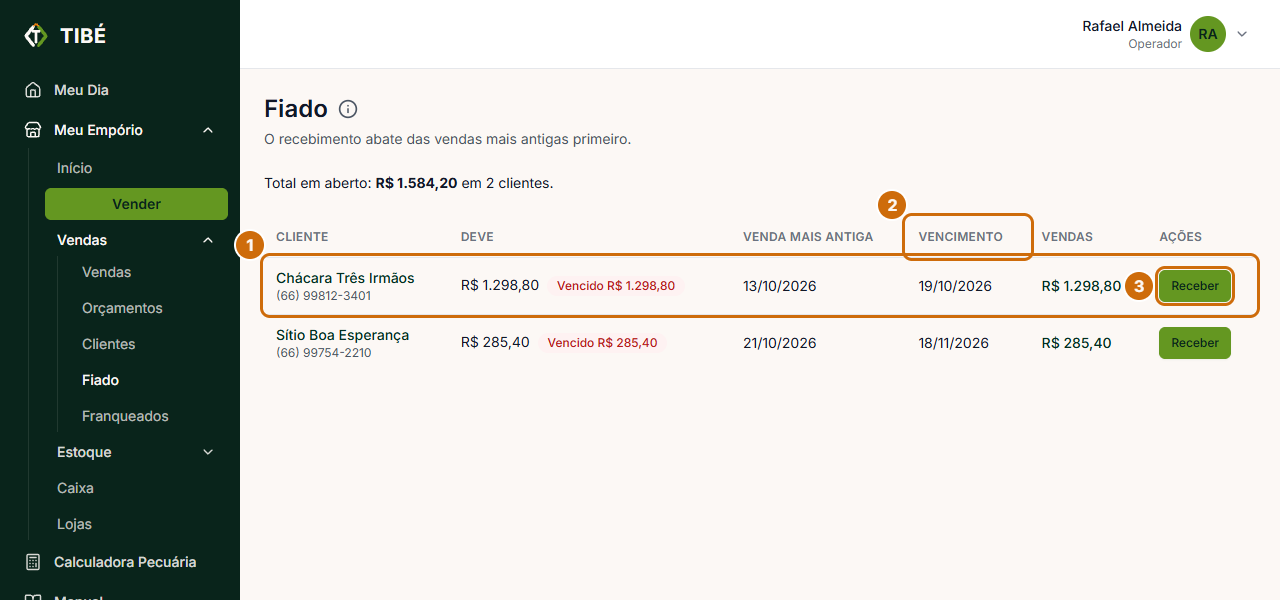 TIBÉ
Rafael Almeida
Operador
RA
Meu Dia
Meu Empório
Início
Vender
Vendas
Vendas
Orçamentos
Clientes
Fiado
Franqueados
Estoque
Caixa
Lojas
Calculadora Pecuária
Manual
Fiado
O recebimento abate das vendas mais antigas primeiro.
Total em aberto: R$ 1.584,20 em 2 clientes.
2
1
CLIENTE DEVE VENDA MAIS ANTIGA VENCIMENTO VENDAS AÇÕES
Chácara Três Irmãos R$ 1.298,80 Vencido R$ 1.298,80 13/10/2026 19/10/2026 R$ 1.298,80 3 Receber
(66) 99812-3401
Sítio Boa Esperança R$ 285,40 Vencido R$ 285,40 21/10/2026 18/11/2026 R$ 285,40 Receber
(66) 99754-2210